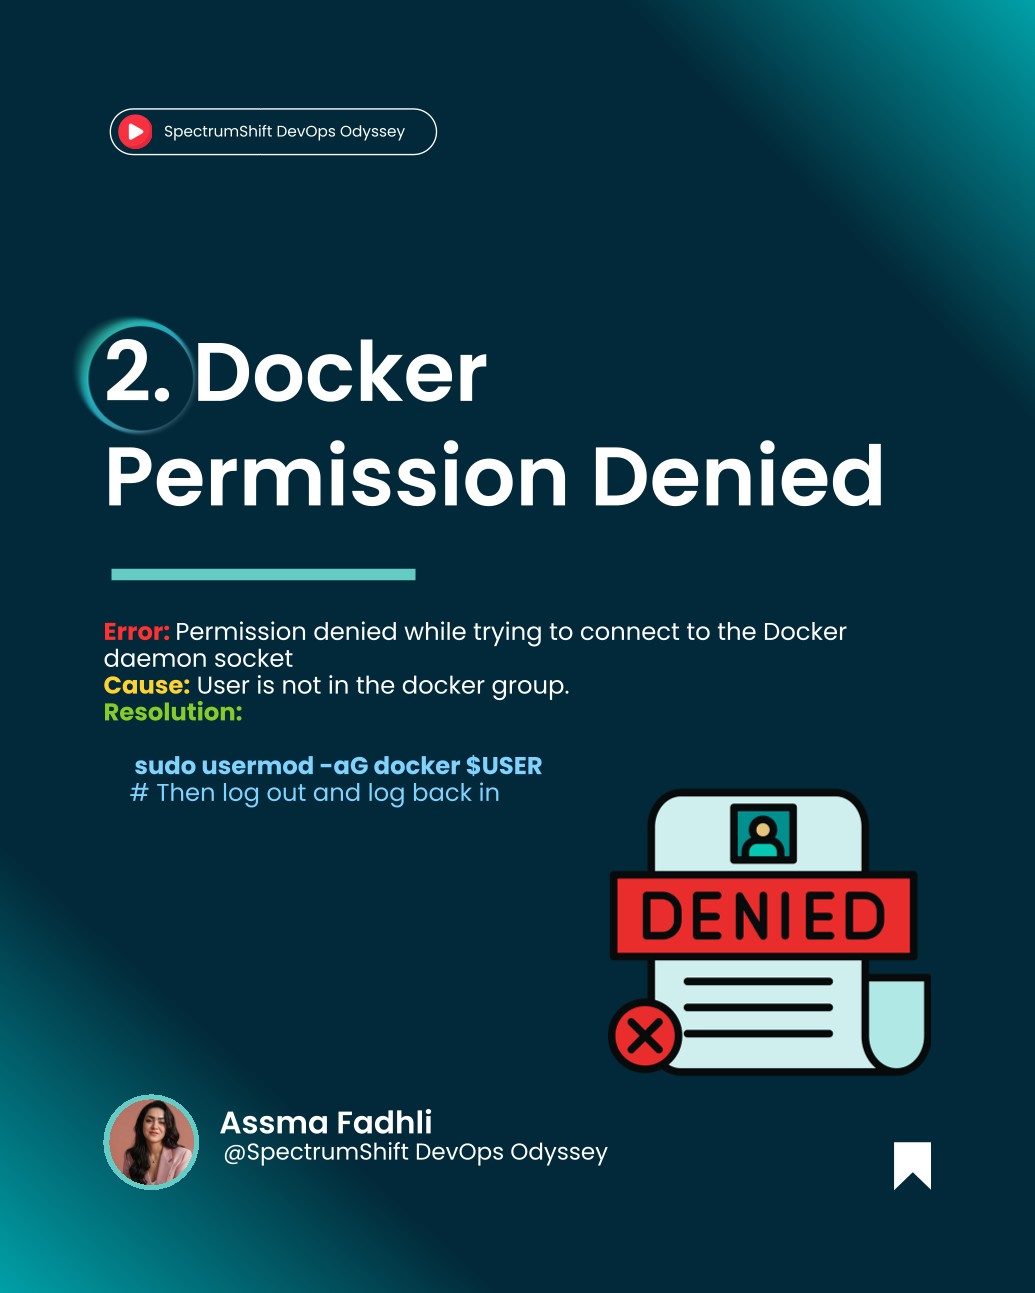 SpectrumShift DevOps Odyssey
2. Docker
Permission Denied
Error: Permission denied while trying to connect to the Docker
daemon socket
Cause: User is not in the docker group.
Resolution:
sudo usermod -aG docker $USER
# Then log out and log back in
DENIED
Assma Fadhli
@SpectrumShift DevOps Odyssey